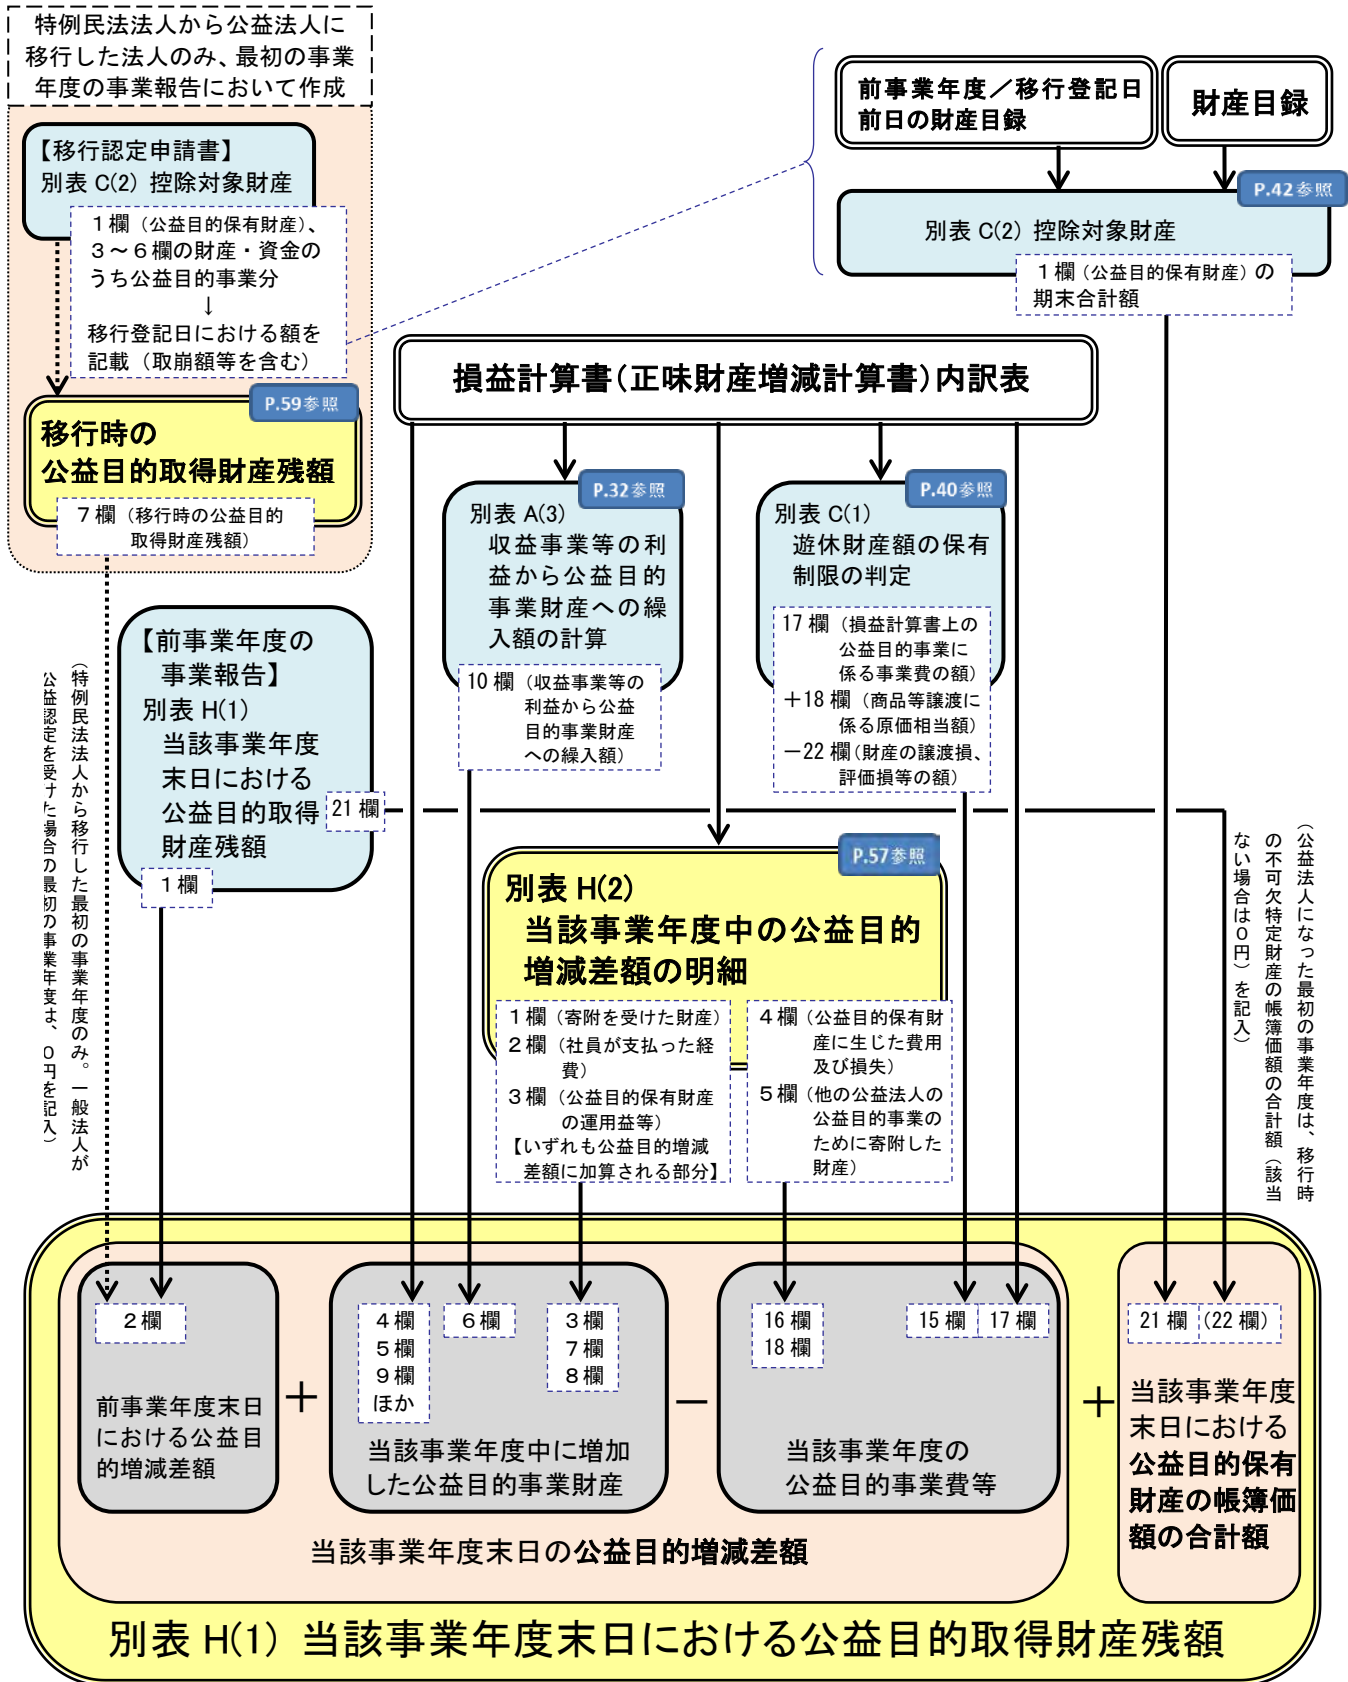 特例民法法人から公益法人に
移行した法人のみ、最初の事業
年度の事業報告において作成
【移行認定申請書】
別表 C(2) 控除対象財産
１欄（公益目的保有財産）、
３～６欄の財産・資金の
うち公益目的事業分
↓
移行登記日における額を
記載（取崩額等を含む）
P.59参照
移行時の
公益目的取得財産残額
７欄（移行時の公益目的
取得財産残額）
前事業年度／移行登記日
前日の財産目録
財産目録
P.42参照
別表 C(2) 控除対象財産
１欄（公益目的保有財産）の
期末合計額
損益計算書（正味財産増減計算書）内訳表
P.32参照
別表 A(3)
収益事業等の利
益から公益目的
事業財産への繰
入額の計算
10 欄（収益事業等の
利益から公益
目的事業財産
への繰入額）
P.40参照
別表 C(1)
遊休財産額の保有
制限の判定
17 欄（損益計算書上の
公益目的事業に
係る事業費の額）
＋18 欄（商品等譲渡に
係る原価相当額）
－22 欄（財産の譲渡損、
評価損等の額）
【前事業年度の
事業報告】
別表 H(1)
当該事業年度
末日における
公益目的取得
財産残額
21 欄
１欄
（特例民法法人から移行した最初の事業年度のみ。一般法人が
公益認定を受けた場合の最初の事業年度は、０円を記入）
P.57参照
別表 H(2)
当該事業年度中の公益目的
増減差額の明細
１欄（寄附を受けた財産）
２欄（社員が支払った経
費）
３欄（公益目的保有財産
の運用益等）
【いずれも公益目的増減
差額に加算される部分】
４欄（公益目的保有財
産に生じた費用
及び損失）
５欄（他の公益法人の
公益目的事業の
ために寄附した
財産）
（公益法人になった最初の事業年度は、移行時
の不可欠特定財産の帳簿価額の合計額（該当
ない場合は０円）を記入）
２欄
前事業年度末日
における公益目
的増減差額
＋
４欄
５欄
９欄
ほか
６欄
３欄
７欄
８欄
当該事業年度中に増加
した公益目的事業財産
－
16 欄
18 欄
15 欄
17 欄
当該事業年度の
公益目的事業費等
当該事業年度末日の公益目的増減差額
＋
21 欄
(22 欄)
当該事業年度
末日における
公益目的保有
財産の帳簿価
額の合計額
別表 H(1) 当該事業年度末日における公益目的取得財産残額